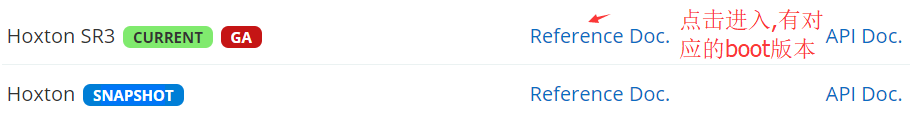 Hoxton SR3 CURRENT GA Reference Doc. 点击进入,有对 API Doc.
应的boot版本
Hoxton SNAPSHOT Reference Doc. API Doc.